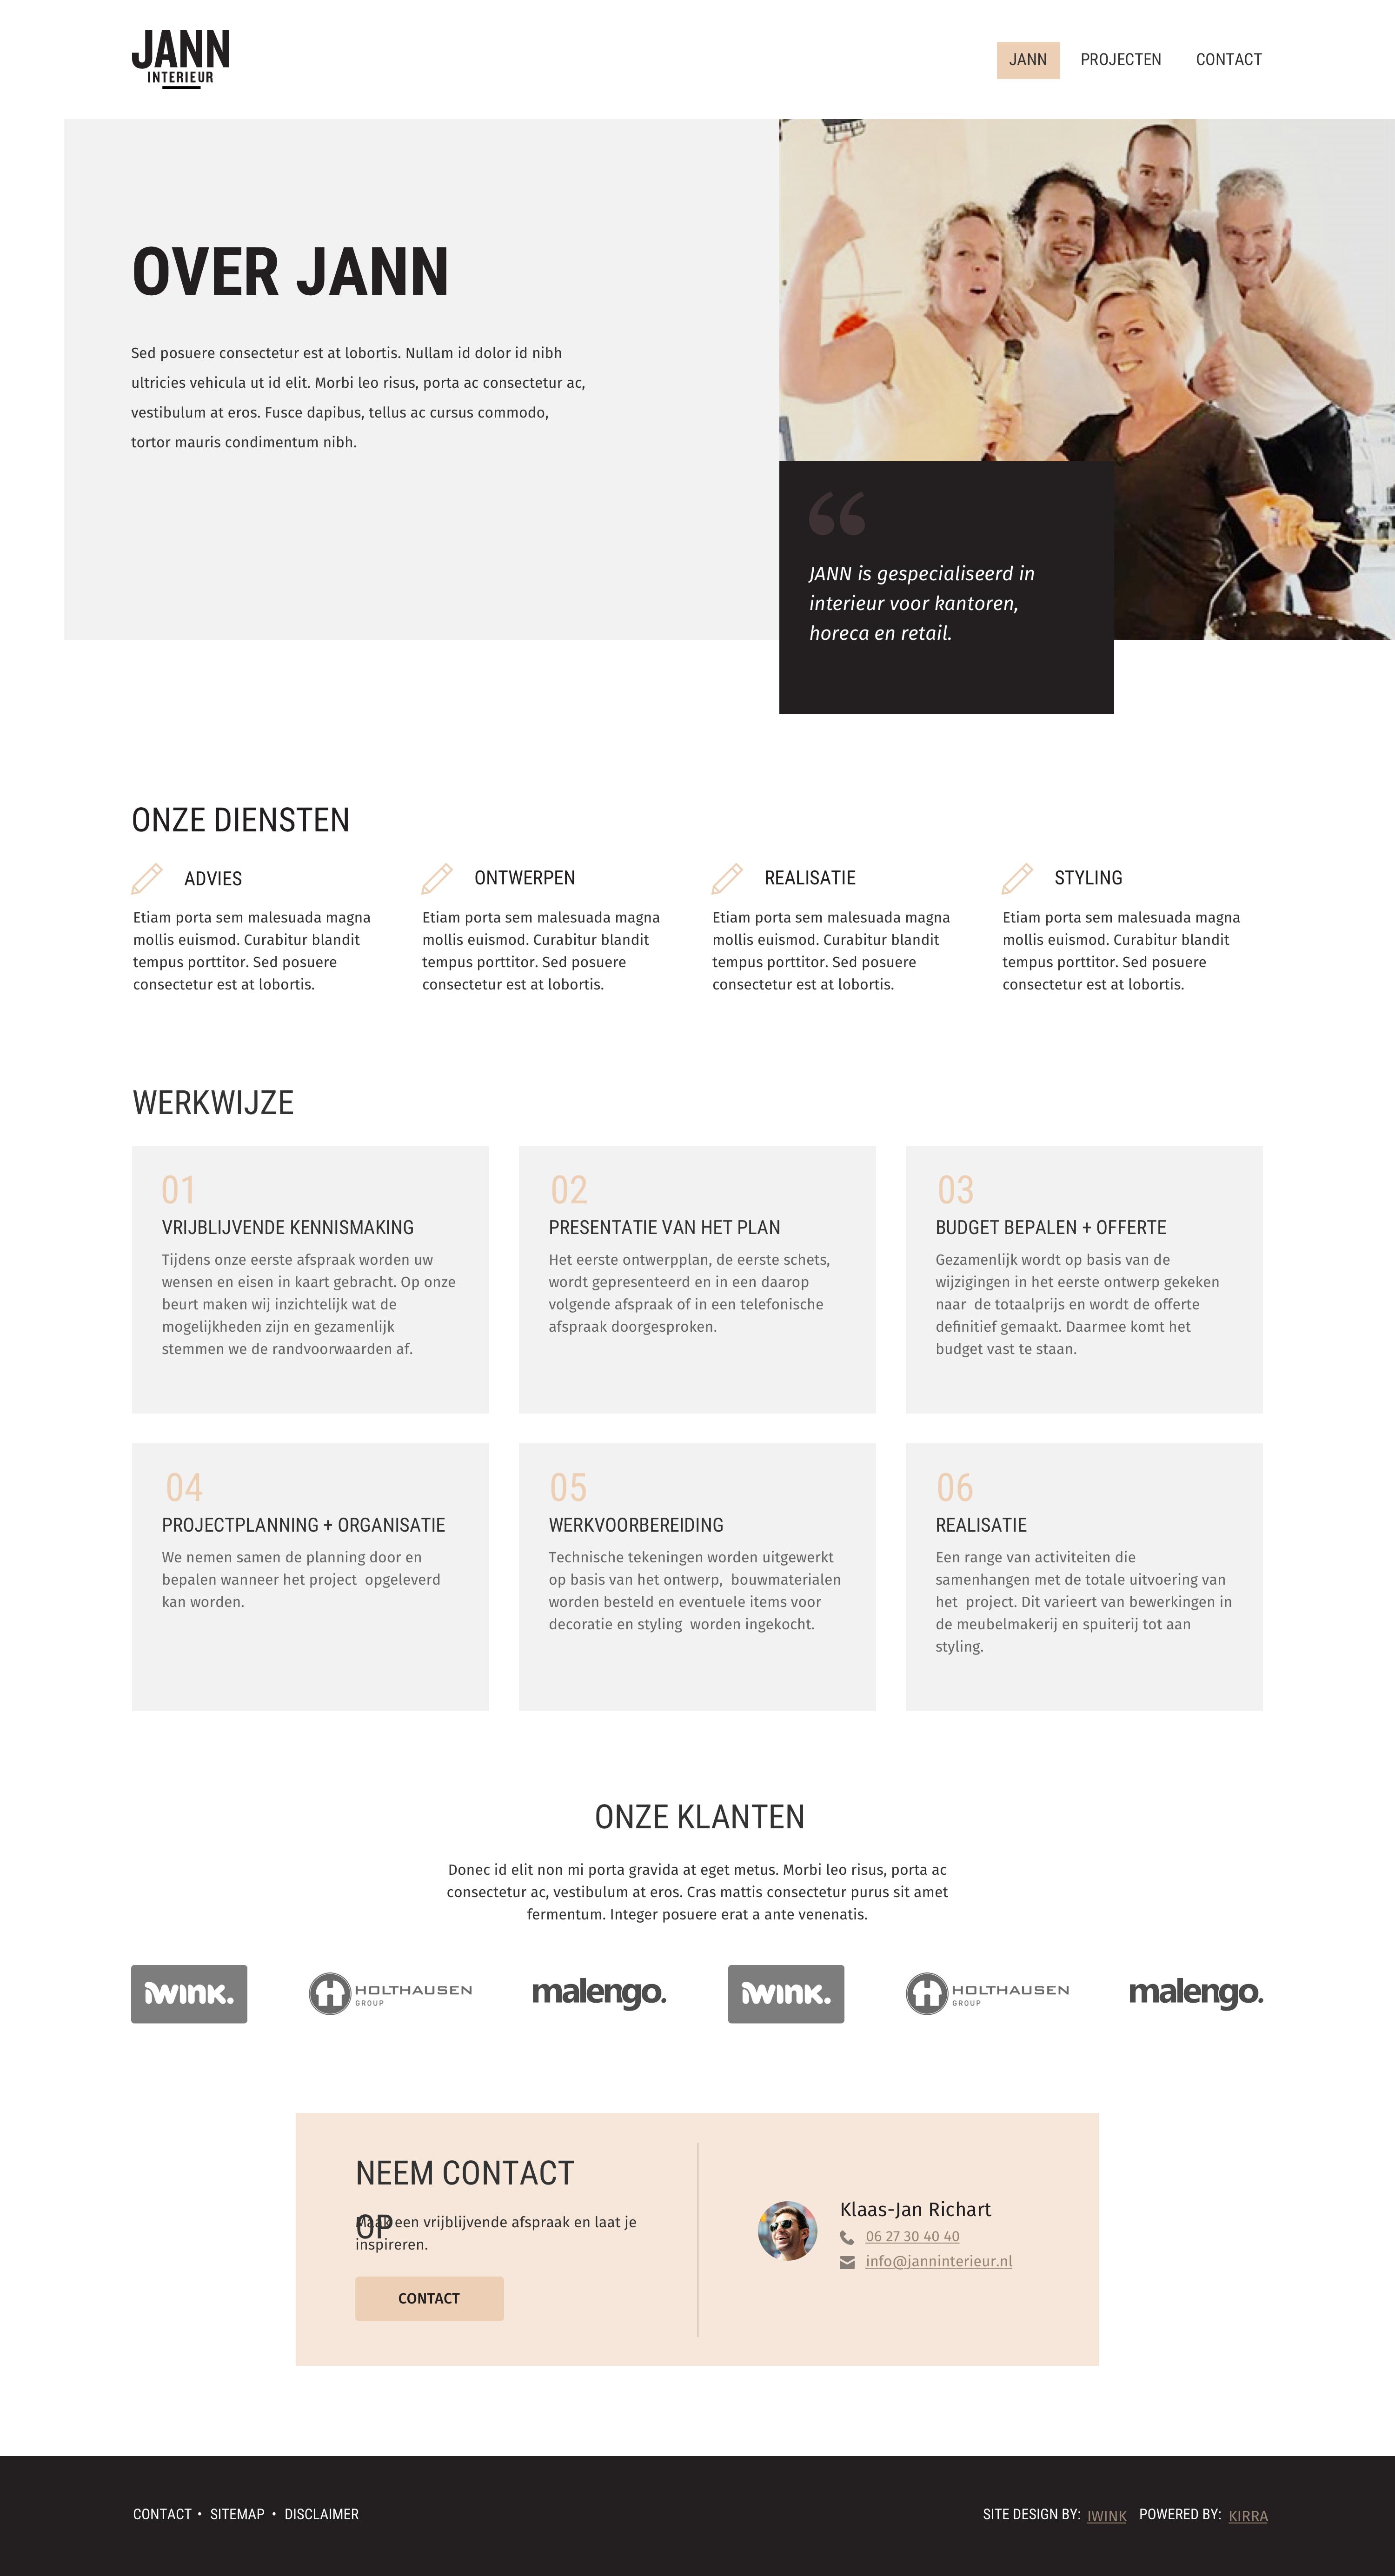 JANN
INTERIEUR
JANN PROJECTEN CONTACT
OVER JANN
Sed posuere consectetur est at lobortis. Nullam id dolor id nibh
ultricies vehicula ut id elit. Morbi leo risus, porta ac consectetur ac,
vestibulum at eros. Fusce dapibus, tellus ac cursus commodo,
tortor mauris condimentum nibh.
“
JANN is gespecialiseerd in
interieur voor kantoren,
horeca en retail.
ONZE DIENSTEN
ADVIES
Etiam porta sem malesuada magna
mollis euismod. Curabitur blandit
tempus porttitor. Sed posuere
consectetur est at lobortis.
ONTWERPEN
Etiam porta sem malesuada magna
mollis euismod. Curabitur blandit
tempus porttitor. Sed posuere
consectetur est at lobortis.
REALISATIE
Etiam porta sem malesuada magna
mollis euismod. Curabitur blandit
tempus porttitor. Sed posuere
consectetur est at lobortis.
STYLING
Etiam porta sem malesuada magna
mollis euismod. Curabitur blandit
tempus porttitor. Sed posuere
consectetur est at lobortis.
WERKWIJZE
01
VRIJBLIJVENDE KENNISMAKING
Tijdens onze eerste afspraak worden uw
wensen en eisen in kaart gebracht. Op onze
beurt maken wij inzichtelijk wat de
mogelijkheden zijn en gezamenlijk
stemmen we de randvoorwaarden af.
02
PRESENTATIE VAN HET PLAN
Het eerste ontwerpplan, de eerste schets,
wordt gepresenteerd en in een daarop
volgende afspraak of in een telefonische
afspraak doorgesproken.
03
BUDGET BEPALEN + OFFERTE
Gezamenlijk wordt op basis van de
wijzigingen in het eerste ontwerp gekeken
naar  de totaalprijs en wordt de offerte
definitief gemaakt. Daarmee komt het
budget vast te staan.
04
PROJECTPLANNING + ORGANISATIE
We nemen samen de planning door en
bepalen wanneer het project  opgeleverd
kan worden.
05
WERKVOORBEREIDING
Technische tekeningen worden uitgewerkt
op basis van het ontwerp,  bouwmaterialen
worden besteld en eventuele items voor
decoratie en styling  worden ingekocht.
06
REALISATIE
Een range van activiteiten die
samenhangen met de totale uitvoering van
het  project. Dit varieert van bewerkingen in
de meubelmakerij en spuiterij tot aan
styling.
ONZE KLANTEN
Donec id elit non mi porta gravida at eget metus. Morbi leo risus, porta ac
consectetur ac, vestibulum at eros. Cras mattis consectetur purus sit amet
fermentum. Integer posuere erat a ante venenatis.
iwink.
HOLTHAUSEN
GROUP
malengo.
iwink.
HOLTHAUSEN
GROUP
malengo.
NEEM CONTACT
OP
Maak een vrijblijvende afspraak en laat je
inspireren.
CONTACT
Klaas-Jan Richart
06 27 30 40 40
info@janninterieur.nl
CONTACT • SITEMAP • DISCLAIMER
SITE DESIGN BY: IWINK POWERED BY: KIRRA